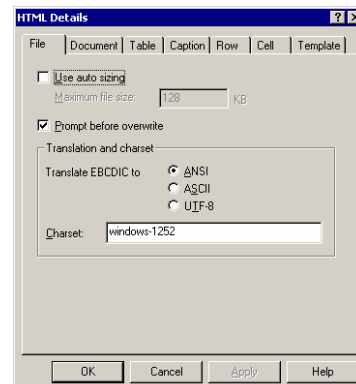 HTML Details
File Document Table Caption Row Cell Template
Use auto sizing
Maximum file size: 128 KB
Prompt before overwrite
Translation and charset
Translate EBCDIC to ANSI
ASCII
UTF-8
Charset: windows-1252
OK Cancel Apply Help